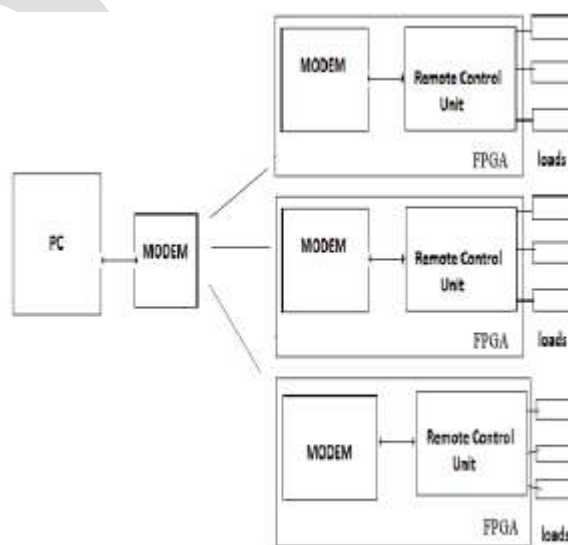 MODEM
Remote Control
Unit
FPGA
loads
PC
MODEM
MODEM
Remote Control
Unit
FPGA
loads
MODEM
Remote Control
Unit
FPGA
loads